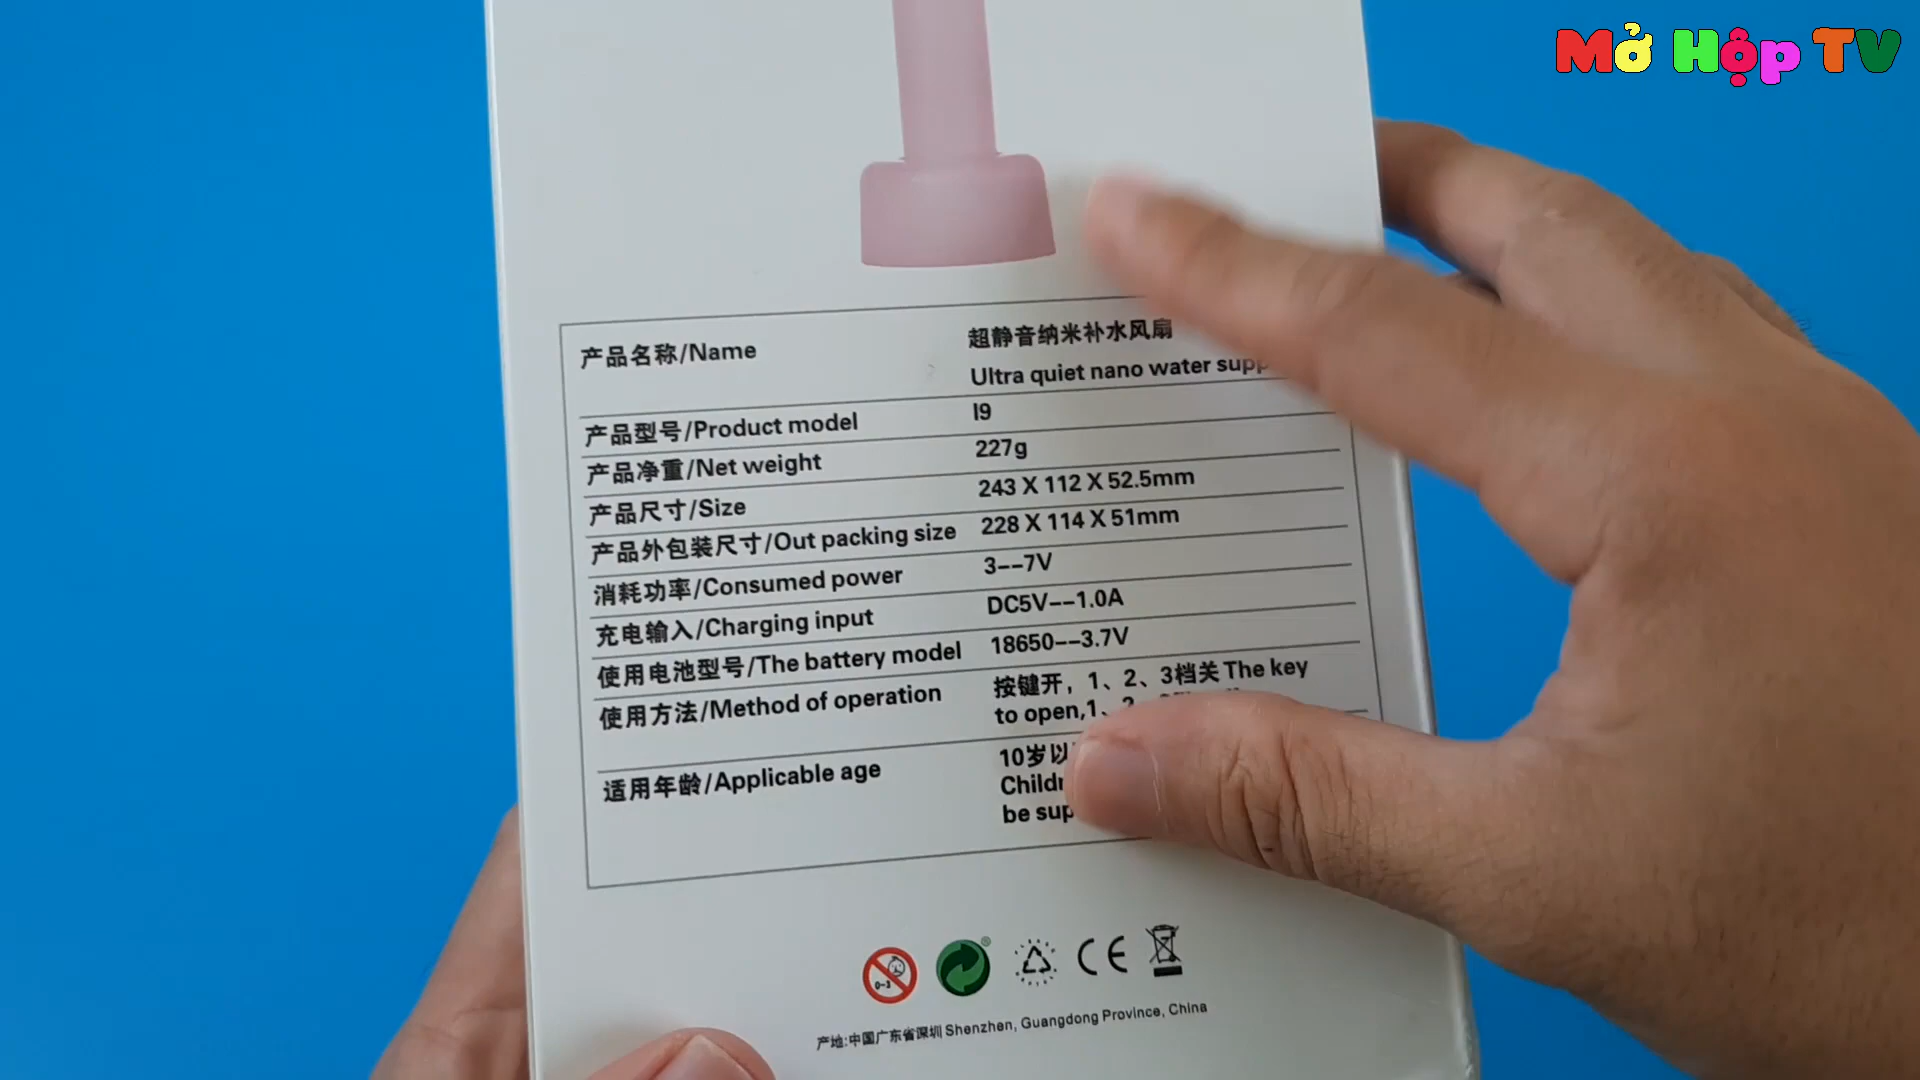 Mở Hộp TV
产品名称/Name 超静音纳米补水风扇
Ultra quiet nano water
产品型号/Product model I9
产品净重/Net weight 227g
产品尺寸/Size 243 X 112 X 52.5mm
产品外包装尺寸/Out packing size 228 X 114 X 51mm
消耗功率/Consumed power 3--7V
充电输入/Charging input DC5V--1.0A
使用电池型号/The battery model 18650--3.7V
使用方法/Method of operation 按键开，1、2、3档关 The key
to open,1、2
适用年龄/Applicable age 10岁以
be
0-3
CE
产地:中国广东省深圳 Shenzhen, Guangdong Province, China